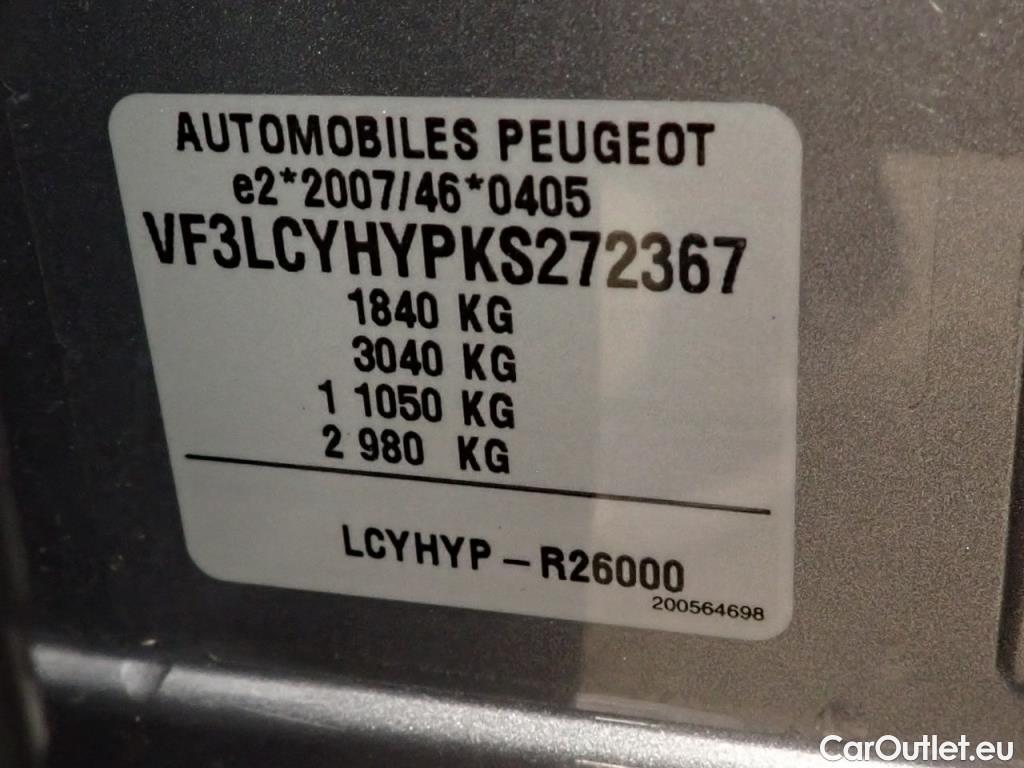 AUTOMOBILES PEUGEOT
e2*2007/46*0405
VF3LCYHYPKS272367
1840 KG
3040 KG
1 1050 KG
2 980 KG
LCYHYP – R26000
200564698
CarOutlet.eu